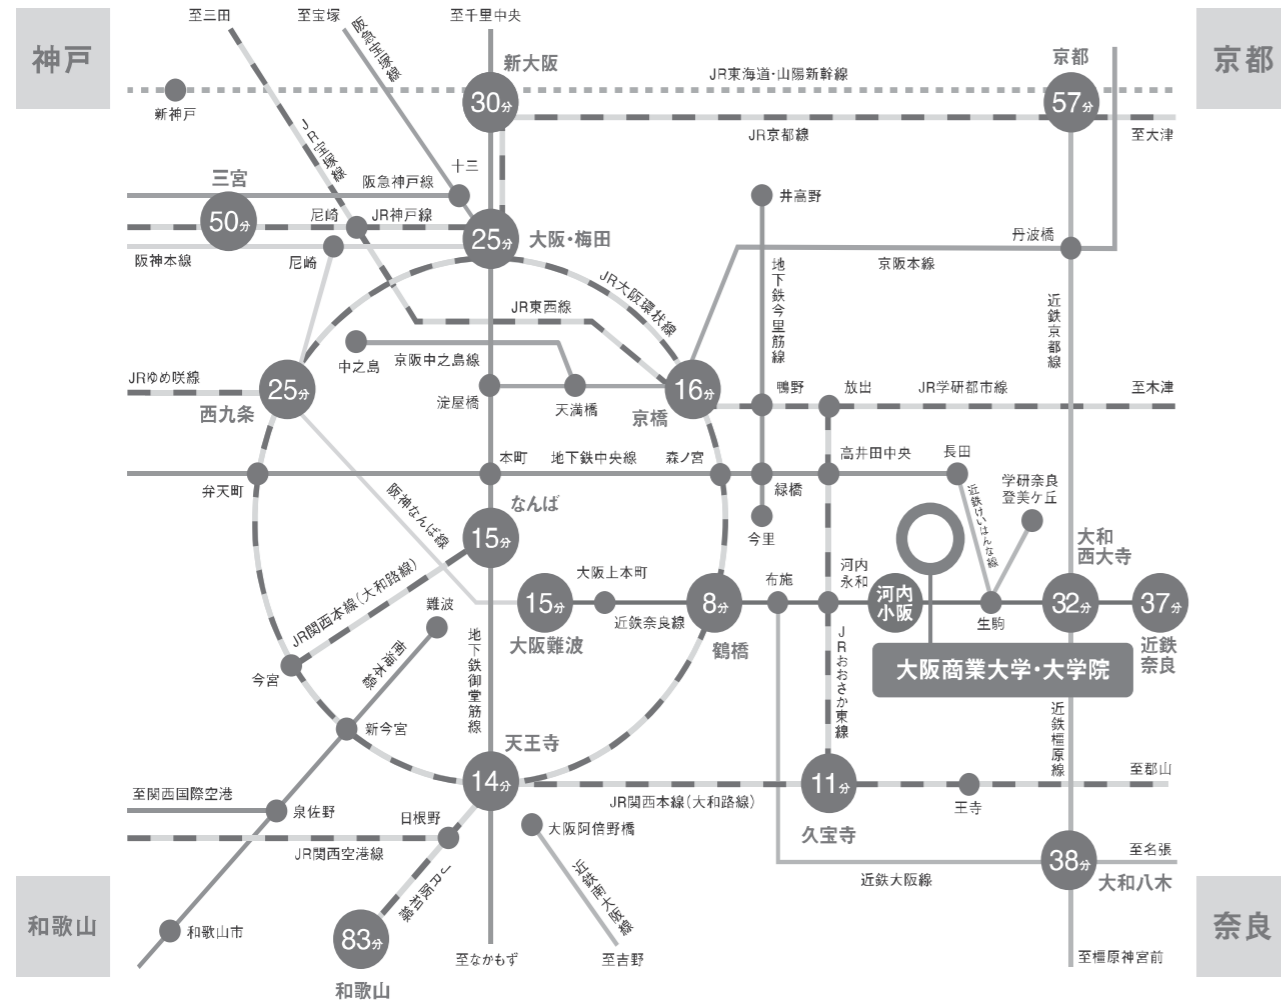 至三田
至宝塚
至千里中央
神戸
京都
阪急宝塚線
新大阪
京都
JR東海道・山陽新幹線
30分
57分
新神戸
JR宝塚線
JR京都線
至大津
十三
三宮
阪急神戸線
井高野
50分
尼崎
JR神戸線
25分
大阪・梅田
丹波橋
阪神本線
尼崎
京阪本線
地下鉄今里筋線
JR大阪環状線
近鉄京都線
JR東西線
中之島
京阪中之島線
JRゆめ咲線
25分
16分
鴫野
放出
JR学研都市線
至木津
西九条
淀屋橋
天満橋
京橋
本町
地下鉄中央線
森ノ宮
高井田中央
長田
弁天町
緑橋
学研奈良
登美ケ丘
近鉄けいはんな線
阪神なんば線
なんば
15分
今里
大和
西大寺
JR関西本線(大和路線)
大阪上本町
布施
河内
永和
河内
小阪
難波
15分
8分
32分
37分
近鉄奈良線
生駒
大阪難波
鶴橋
近鉄
奈良
南海本線
地下鉄御堂筋線
JRおおさか東線
大阪商業大学・大学院
今宮
新今宮
天王寺
近鉄橿原線
14分
11分
至郡山
至関西国際空港
JR関西本線(大和路線)
王寺
泉佐野
日根野
大阪阿倍野橋
久宝寺
JR関西空港線
至名張
38分
近鉄大阪線
大和八木
JR阪和線
近鉄南大阪線
和歌山
和歌山市
83分
奈良
至なかもず
至吉野
至橿原神宮前
和歌山